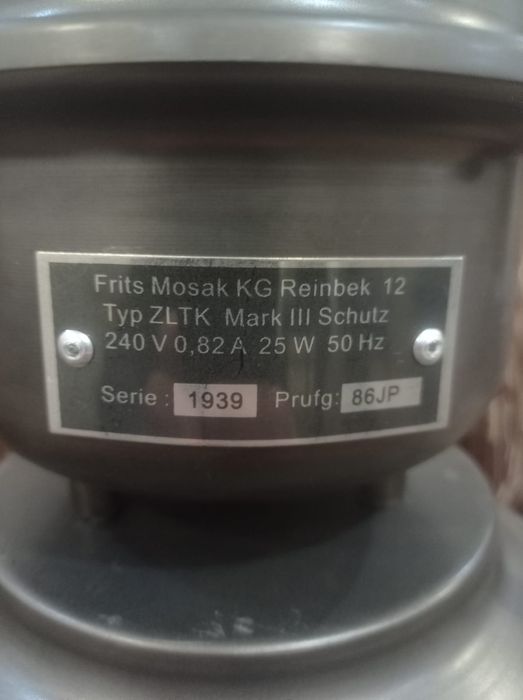 Frits Mosak KG Reinbek 12
Typ ZLTK Mark III Schutz
240 V 0,82 A 25 W 50 Hz
Serie : 1939 Prufg: 86JP